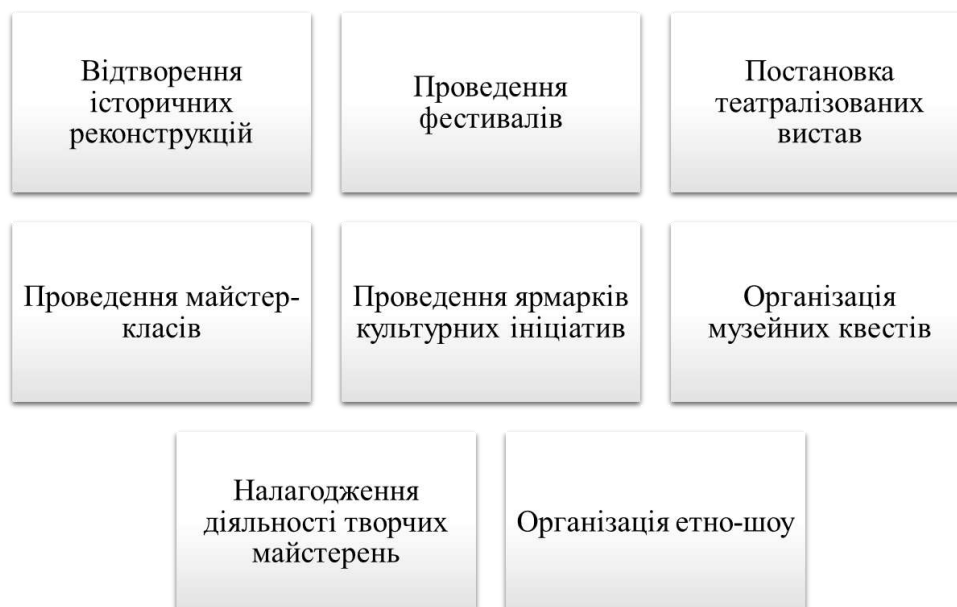 Відтворення
історичних
реконструкцій
Проведення
фестивалів
Постановка
театралізованих
вистав
Проведення майстер-
класів
Проведення ярмарків
культурних ініціатив
Організація
музейних квестів
Налагодження
діяльності творчих
майстерень
Організація етно-шоу